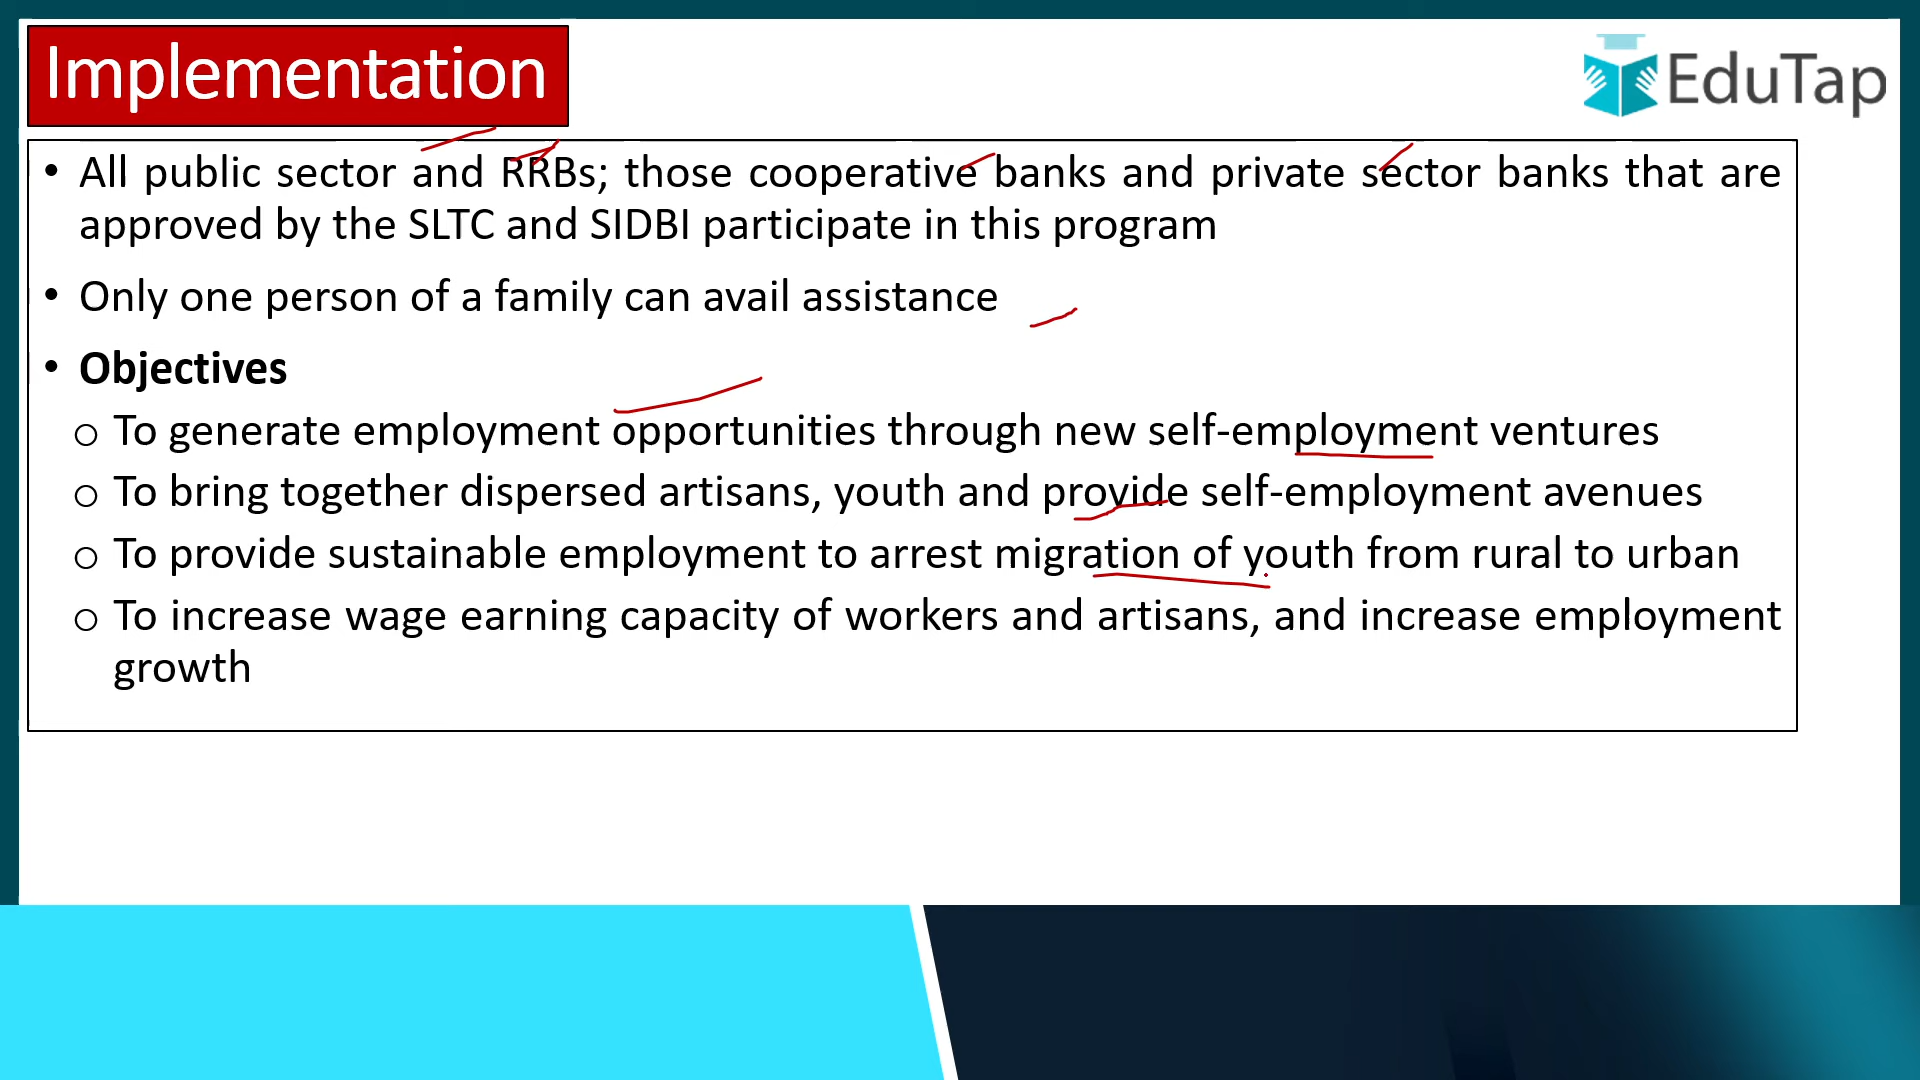 Implementation
EduTap
• All public sector and RRBs; those cooperative banks and private sector banks that are
approved by the SLTC and SIDBI participate in this program
• Only one person of a family can avail assistance
• Objectives
o To generate employment opportunities through new self-employment ventures
o To bring together dispersed artisans, youth and provide self-employment avenues
o To provide sustainable employment to arrest migration of youth from rural to urban
o To increase wage earning capacity of workers and artisans, and increase employment
growth